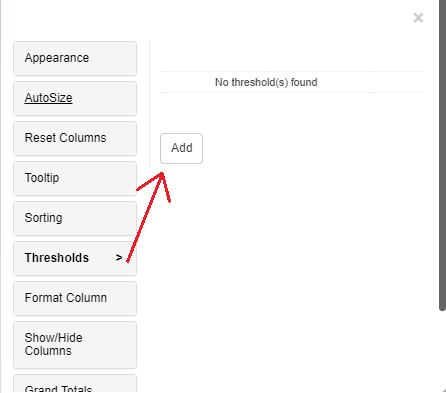 ×
Appearance
AutoSize
No threshold(s) found
Reset Columns
Add
Tooltip
Sorting
Thresholds >
Format Column
Show/Hide
Columns
Grand Totals